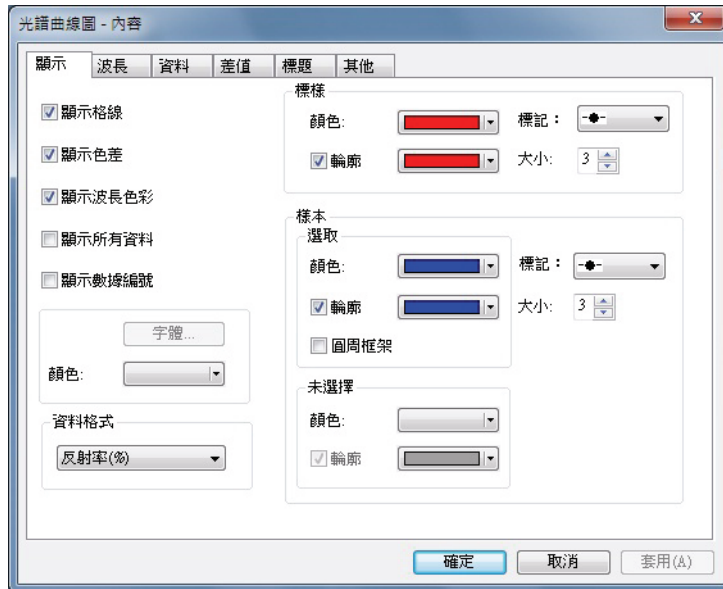 光譜曲線圖 - 內容
顯示 波長 資料 差值 標題 其他
顯示格線
顯示色差
顯示波長色彩
顯示所有資料
顯示數據編號
字體...
顏色:
資料格式
反射率(%)
標樣
顏色:
標記：
輪廓
大小: 3
樣本
選取
顏色:
標記：
輪廓
大小: 3
圓周框架
未選擇
顏色:
輪廓
確定 取消 套用(A)